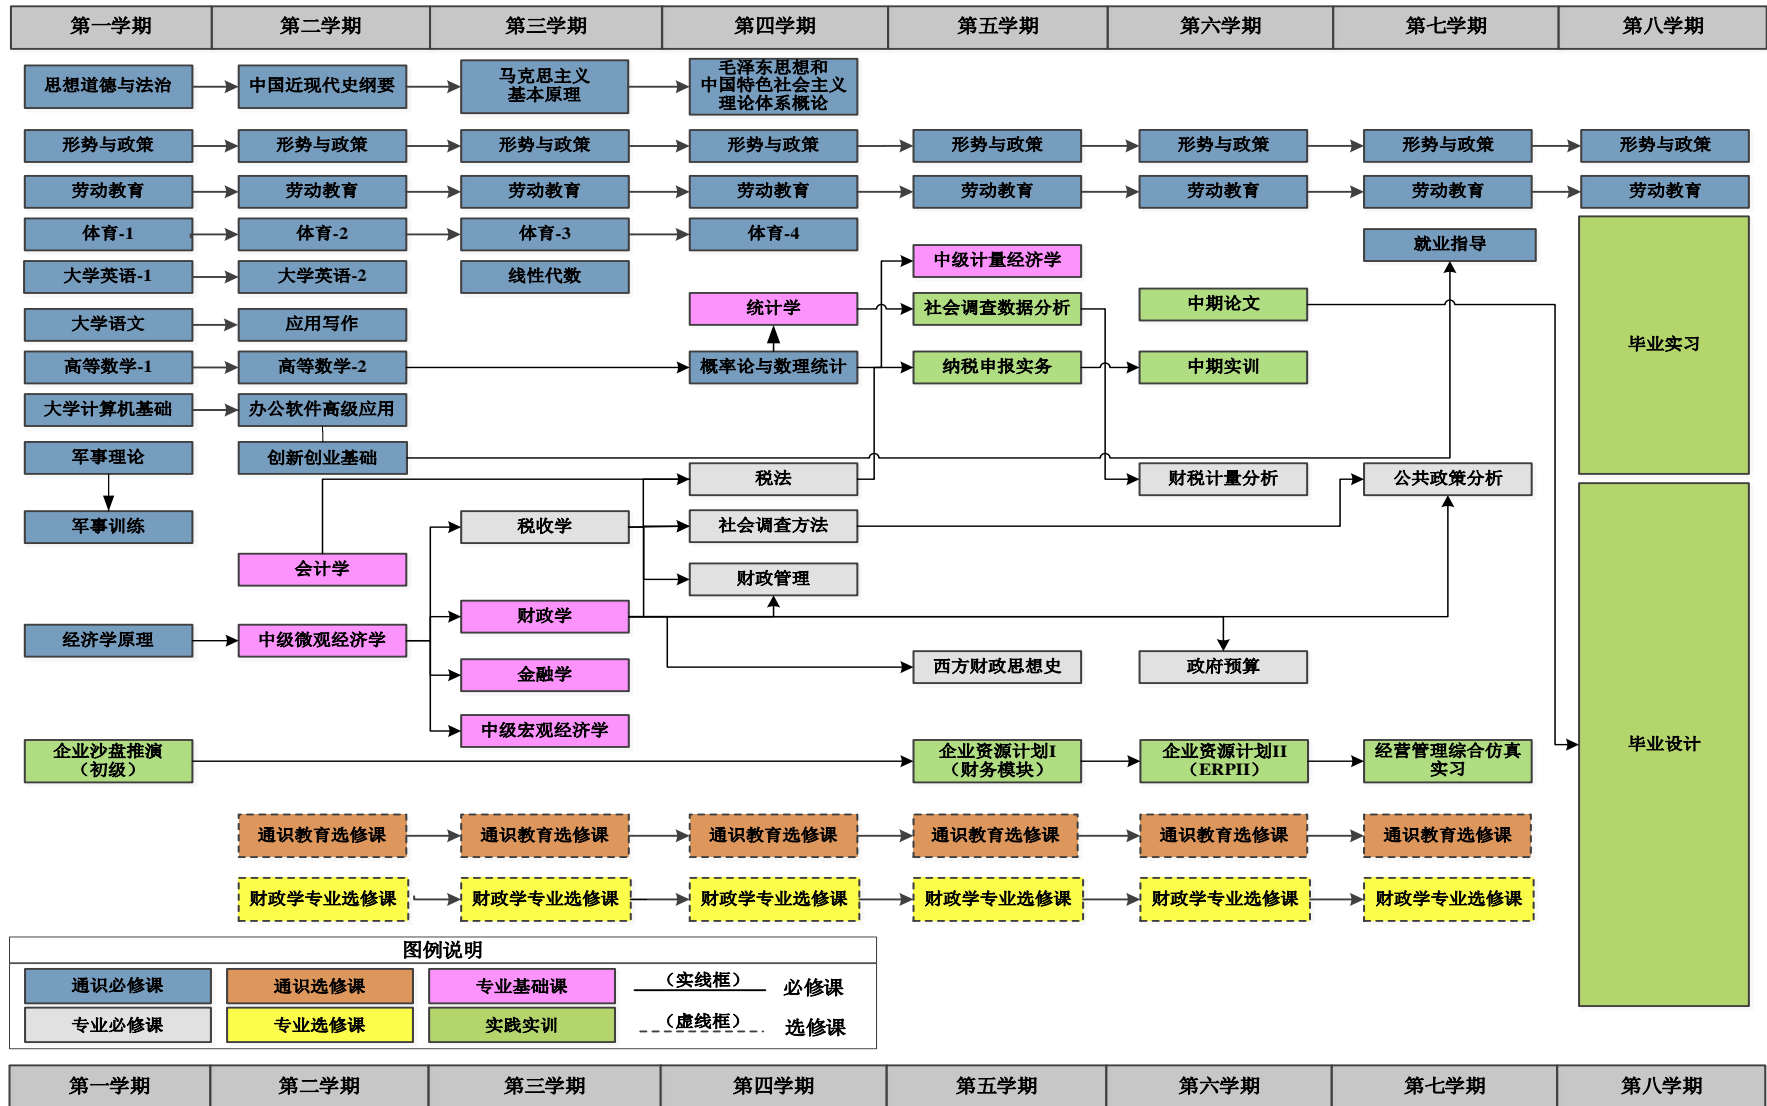 第一学期
第二学期
第三学期
第四学期
第五学期
第六学期
第七学期
第八学期
思想道德与法治
中国近现代史纲要
马克思主义
基本原理
毛泽东思想和
中国特色社会主义
理论体系概论
形势与政策
形势与政策
形势与政策
形势与政策
形势与政策
形势与政策
形势与政策
形势与政策
劳动教育
劳动教育
劳动教育
劳动教育
劳动教育
劳动教育
劳动教育
劳动教育
体育-1
体育-2
体育-3
体育-4
就业指导
大学英语-1
大学英语-2
线性代数
中级计量经济学
大学语文
应用写作
统计学
社会调查数据分析
中期论文
毕业实习
高等数学-1
高等数学-2
概率论与数理统计
纳税申报实务
中期实训
大学计算机基础
办公软件高级应用
军事理论
创新创业基础
税法
财税计量分析
公共政策分析
军事训练
税收学
社会调查方法
会计学
财政管理
财政学
经济学原理
中级微观经济学
金融学
西方财政思想史
政府预算
中级宏观经济学
企业沙盘推演
（初级）
企业资源计划I
（财务模块）
企业资源计划II
（ERPII）
经营管理综合仿真
实习
毕业设计
通识教育选修课
通识教育选修课
通识教育选修课
通识教育选修课
通识教育选修课
通识教育选修课
财政学专业选修课
财政学专业选修课
财政学专业选修课
财政学专业选修课
财政学专业选修课
财政学专业选修课
图例说明
通识必修课
通识选修课
专业基础课
（实线框）
必修课
专业必修课
专业选修课
实践实训
（虚线框）
选修课
第一学期
第二学期
第三学期
第四学期
第五学期
第六学期
第七学期
第八学期